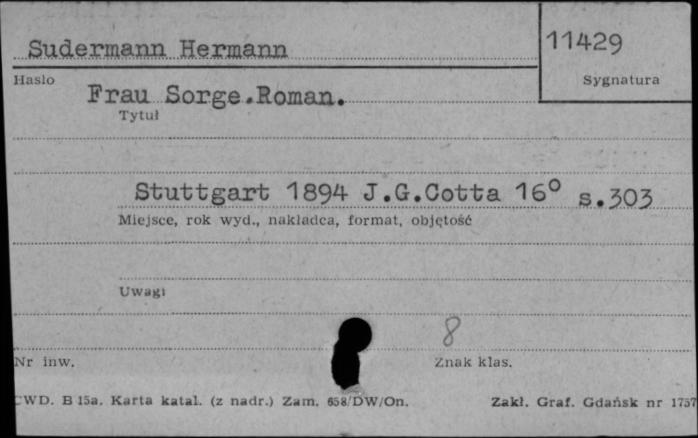 Sudermann Hermann
11429
Hasło
Sygnatura
Frau Sorge.Roman.
Tytuł
Stuttgart 1894 J.G.Cotta 16° s.303
Miejsce, rok wyd., nakładca, format, objętość
Uwagi
8
Nr inw.
Znak klas.
CWD. B 15a. Karta katal. (z nadr.) Zam. 658/DW/On.
Zakł. Graf. Gdańsk nr 1757